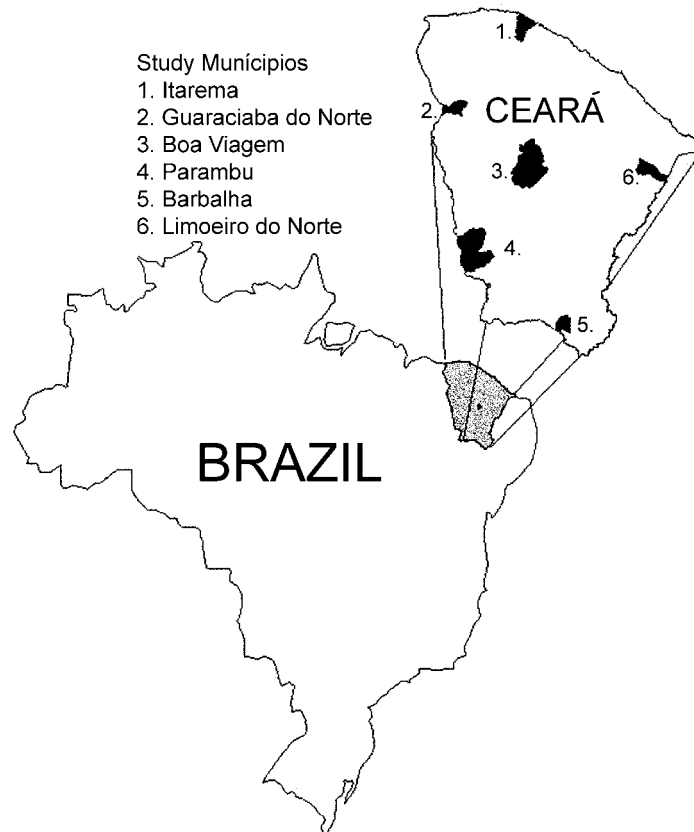 Study Munícipios
1. Itarema
2. Guaraciaba do Norte
3. Boa Viagem
4. Parambu
5. Barbalha
6. Limoeiro do Norte
1.
2.
CEARÁ
3.
6.
4.
5.
BRAZIL